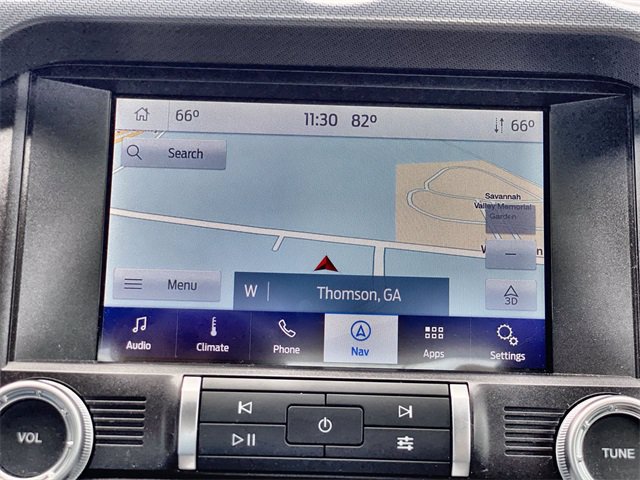 66° 11:30 82° 66°
Search
Savannah
Valley Memorial
Garden
Menu
W Thomson, GA
3D
Audio Climate Phone Nav Apps Settings
VOL
TUNE